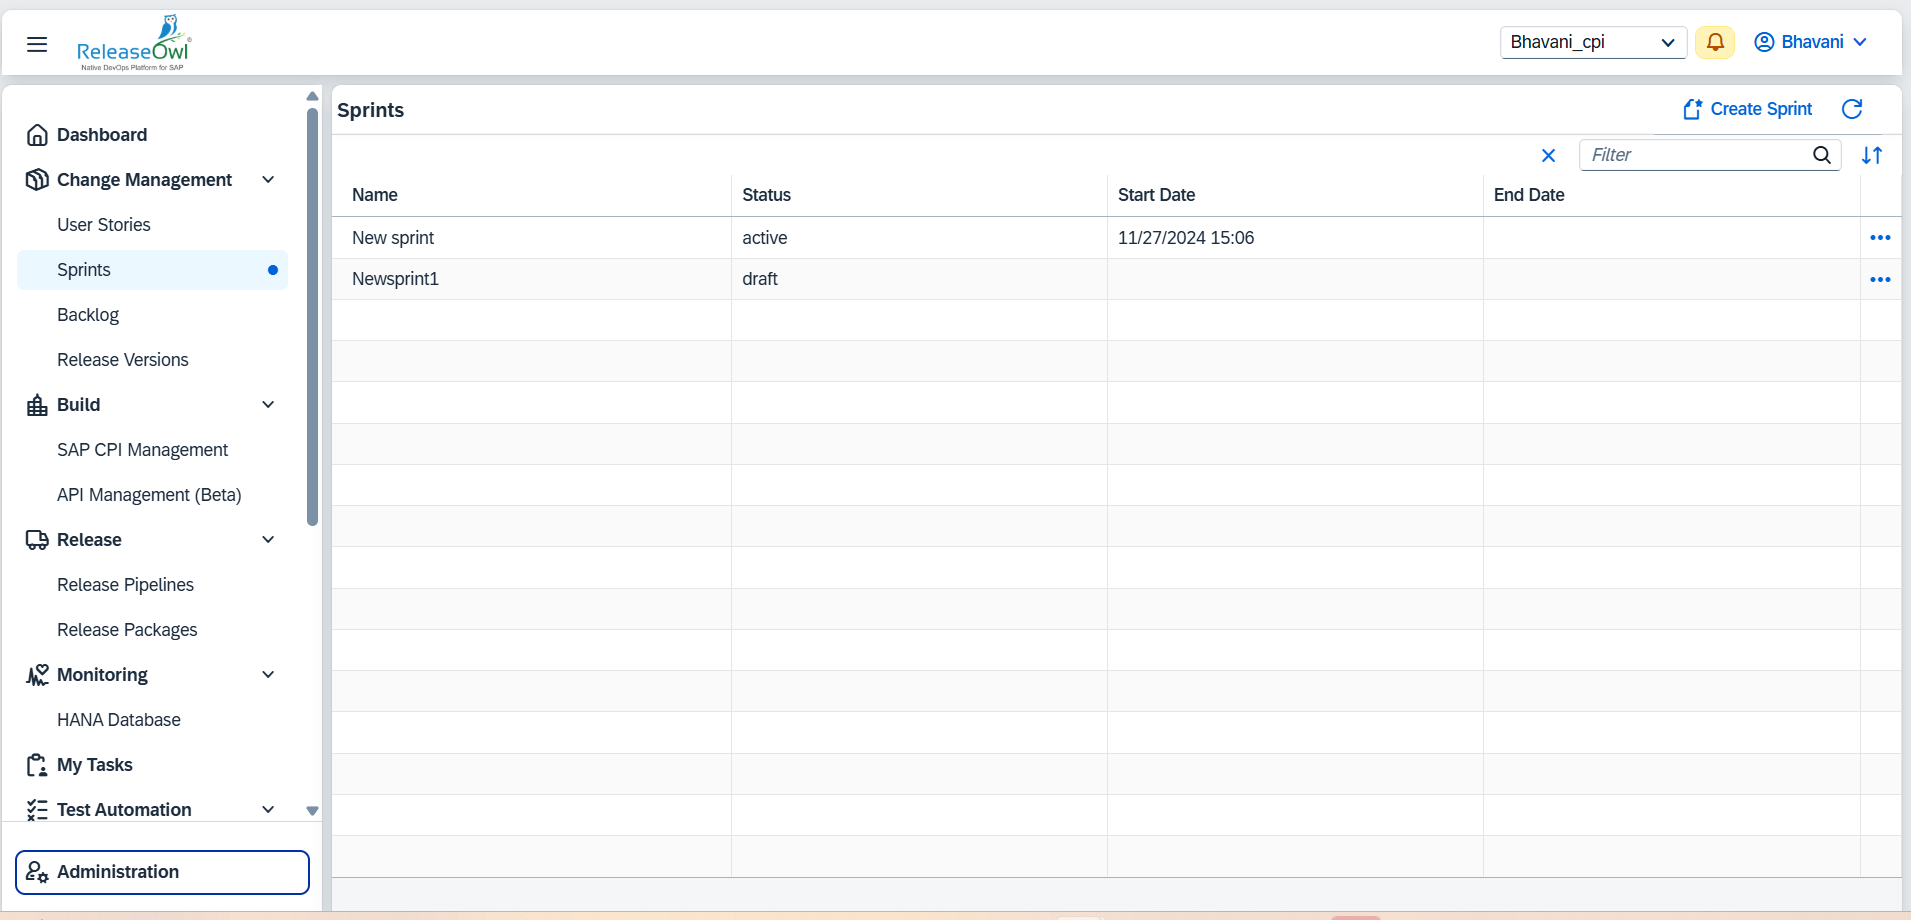 ReleaseOwl®
Native DevOps Platform for SAP
Bhavani_cpi
Bhavani
Dashboard
Change Management
User Stories
Sprints
Backlog
Release Versions
Build
SAP CPI Management
API Management (Beta)
Release
Release Pipelines
Release Packages
Monitoring
HANA Database
My Tasks
Test Automation
Administration
Sprints
Create Sprint
Filter
Name Status Start Date End Date
New sprint active 11/27/2024 15:06
Newsprint1 draft